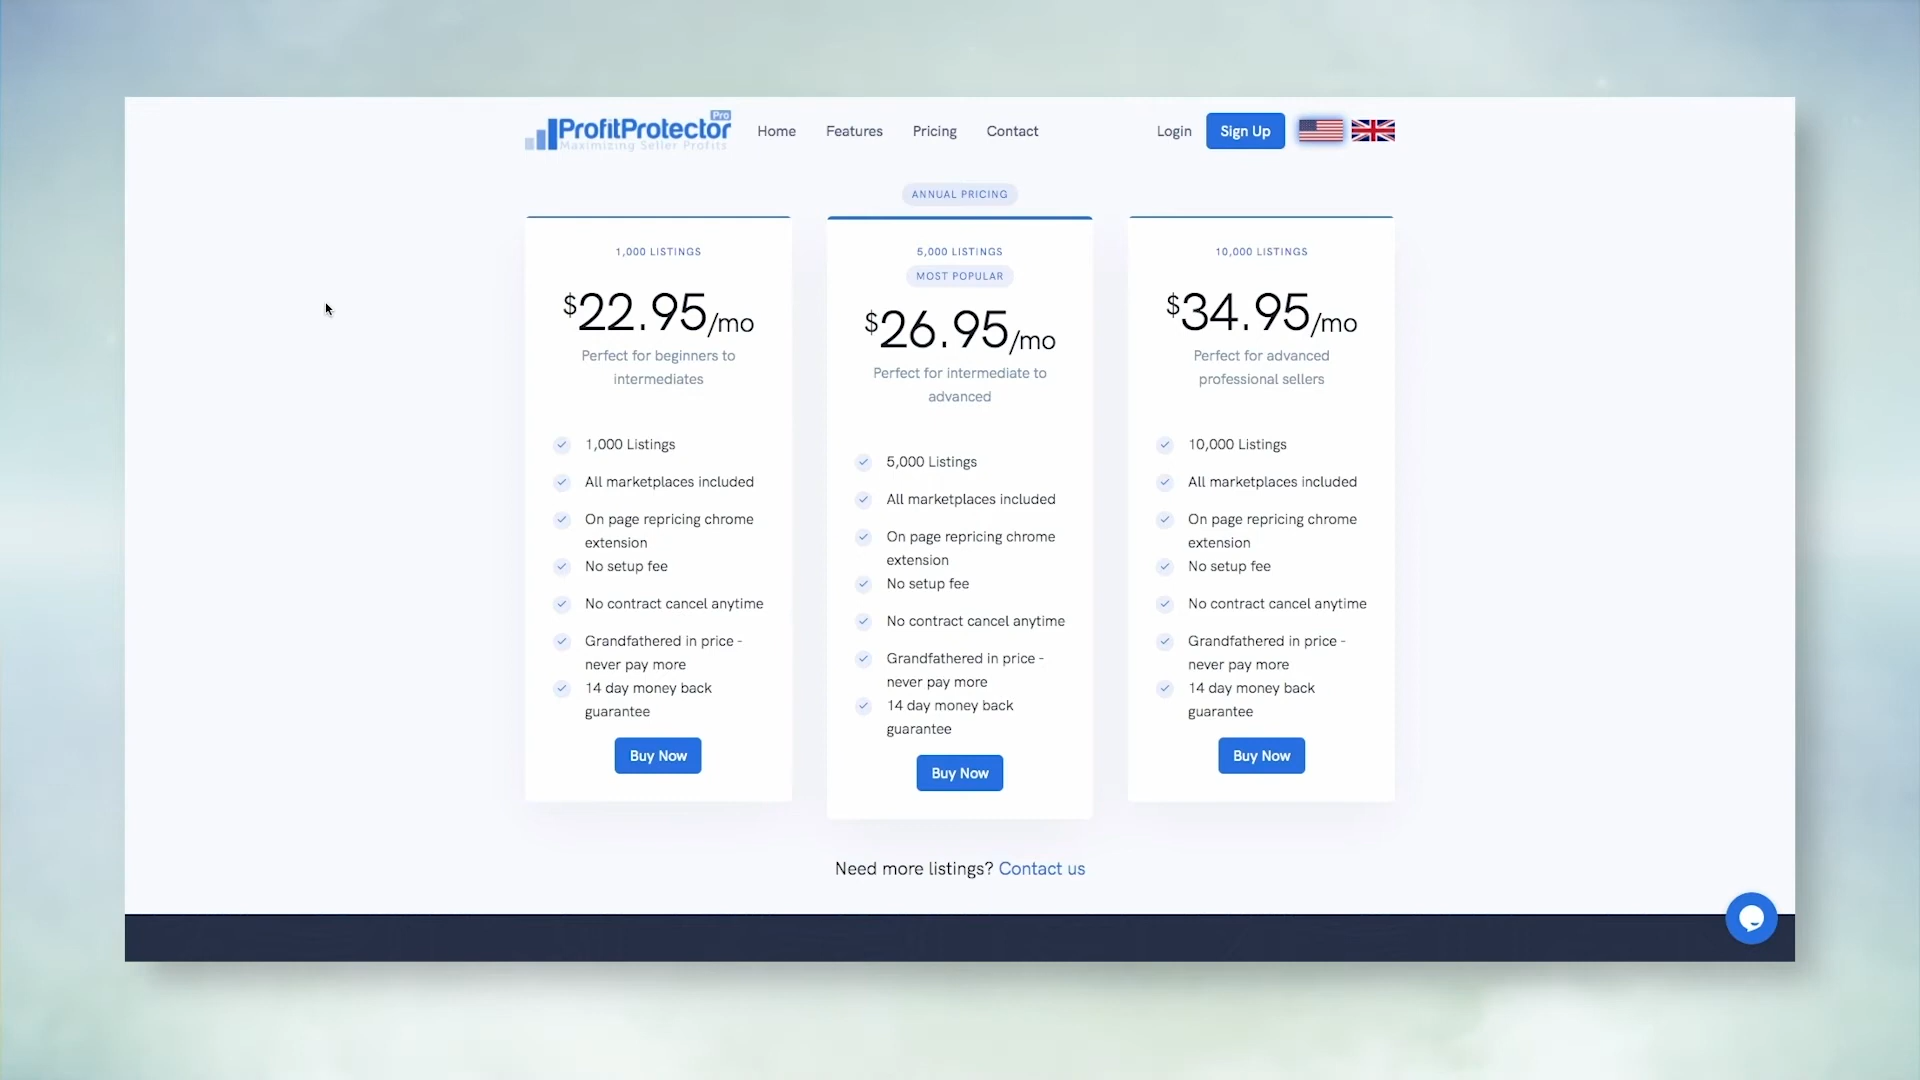 ProfitProtector Pro
Maximizing Seller Profits
Home
Features
Pricing
Contact
Login
Sign Up
ANNUAL PRICING
1,000 LISTINGS
$22.95/mo
Perfect for beginners to
intermediates
1,000 Listings
All marketplaces included
On page repricing chrome
extension
No setup fee
No contract cancel anytime
Grandfathered in price -
never pay more
14 day money back
guarantee
Buy Now
5,000 LISTINGS
MOST POPULAR
$26.95/mo
Perfect for intermediate to
advanced
5,000 Listings
All marketplaces included
On page repricing chrome
extension
No setup fee
No contract cancel anytime
Grandfathered in price -
never pay more
14 day money back
guarantee
Buy Now
10,000 LISTINGS
$34.95/mo
Perfect for advanced
professional sellers
10,000 Listings
All marketplaces included
On page repricing chrome
extension
No setup fee
No contract cancel anytime
Grandfathered in price -
never pay more
14 day money back
guarantee
Buy Now
Need more listings? Contact us